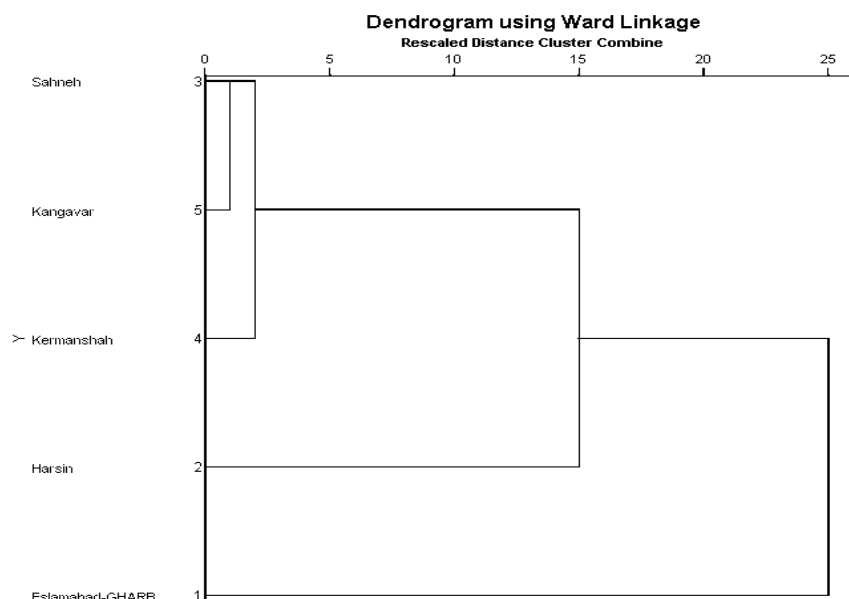 Dendrogram using Ward Linkage
Rescaled Distance Cluster Combine
0 5 10 15 20 25
Sahneh 3
Kangavar 5
Y Kermanshah 4
Harsin 2
Eslamabad-GHARB 1